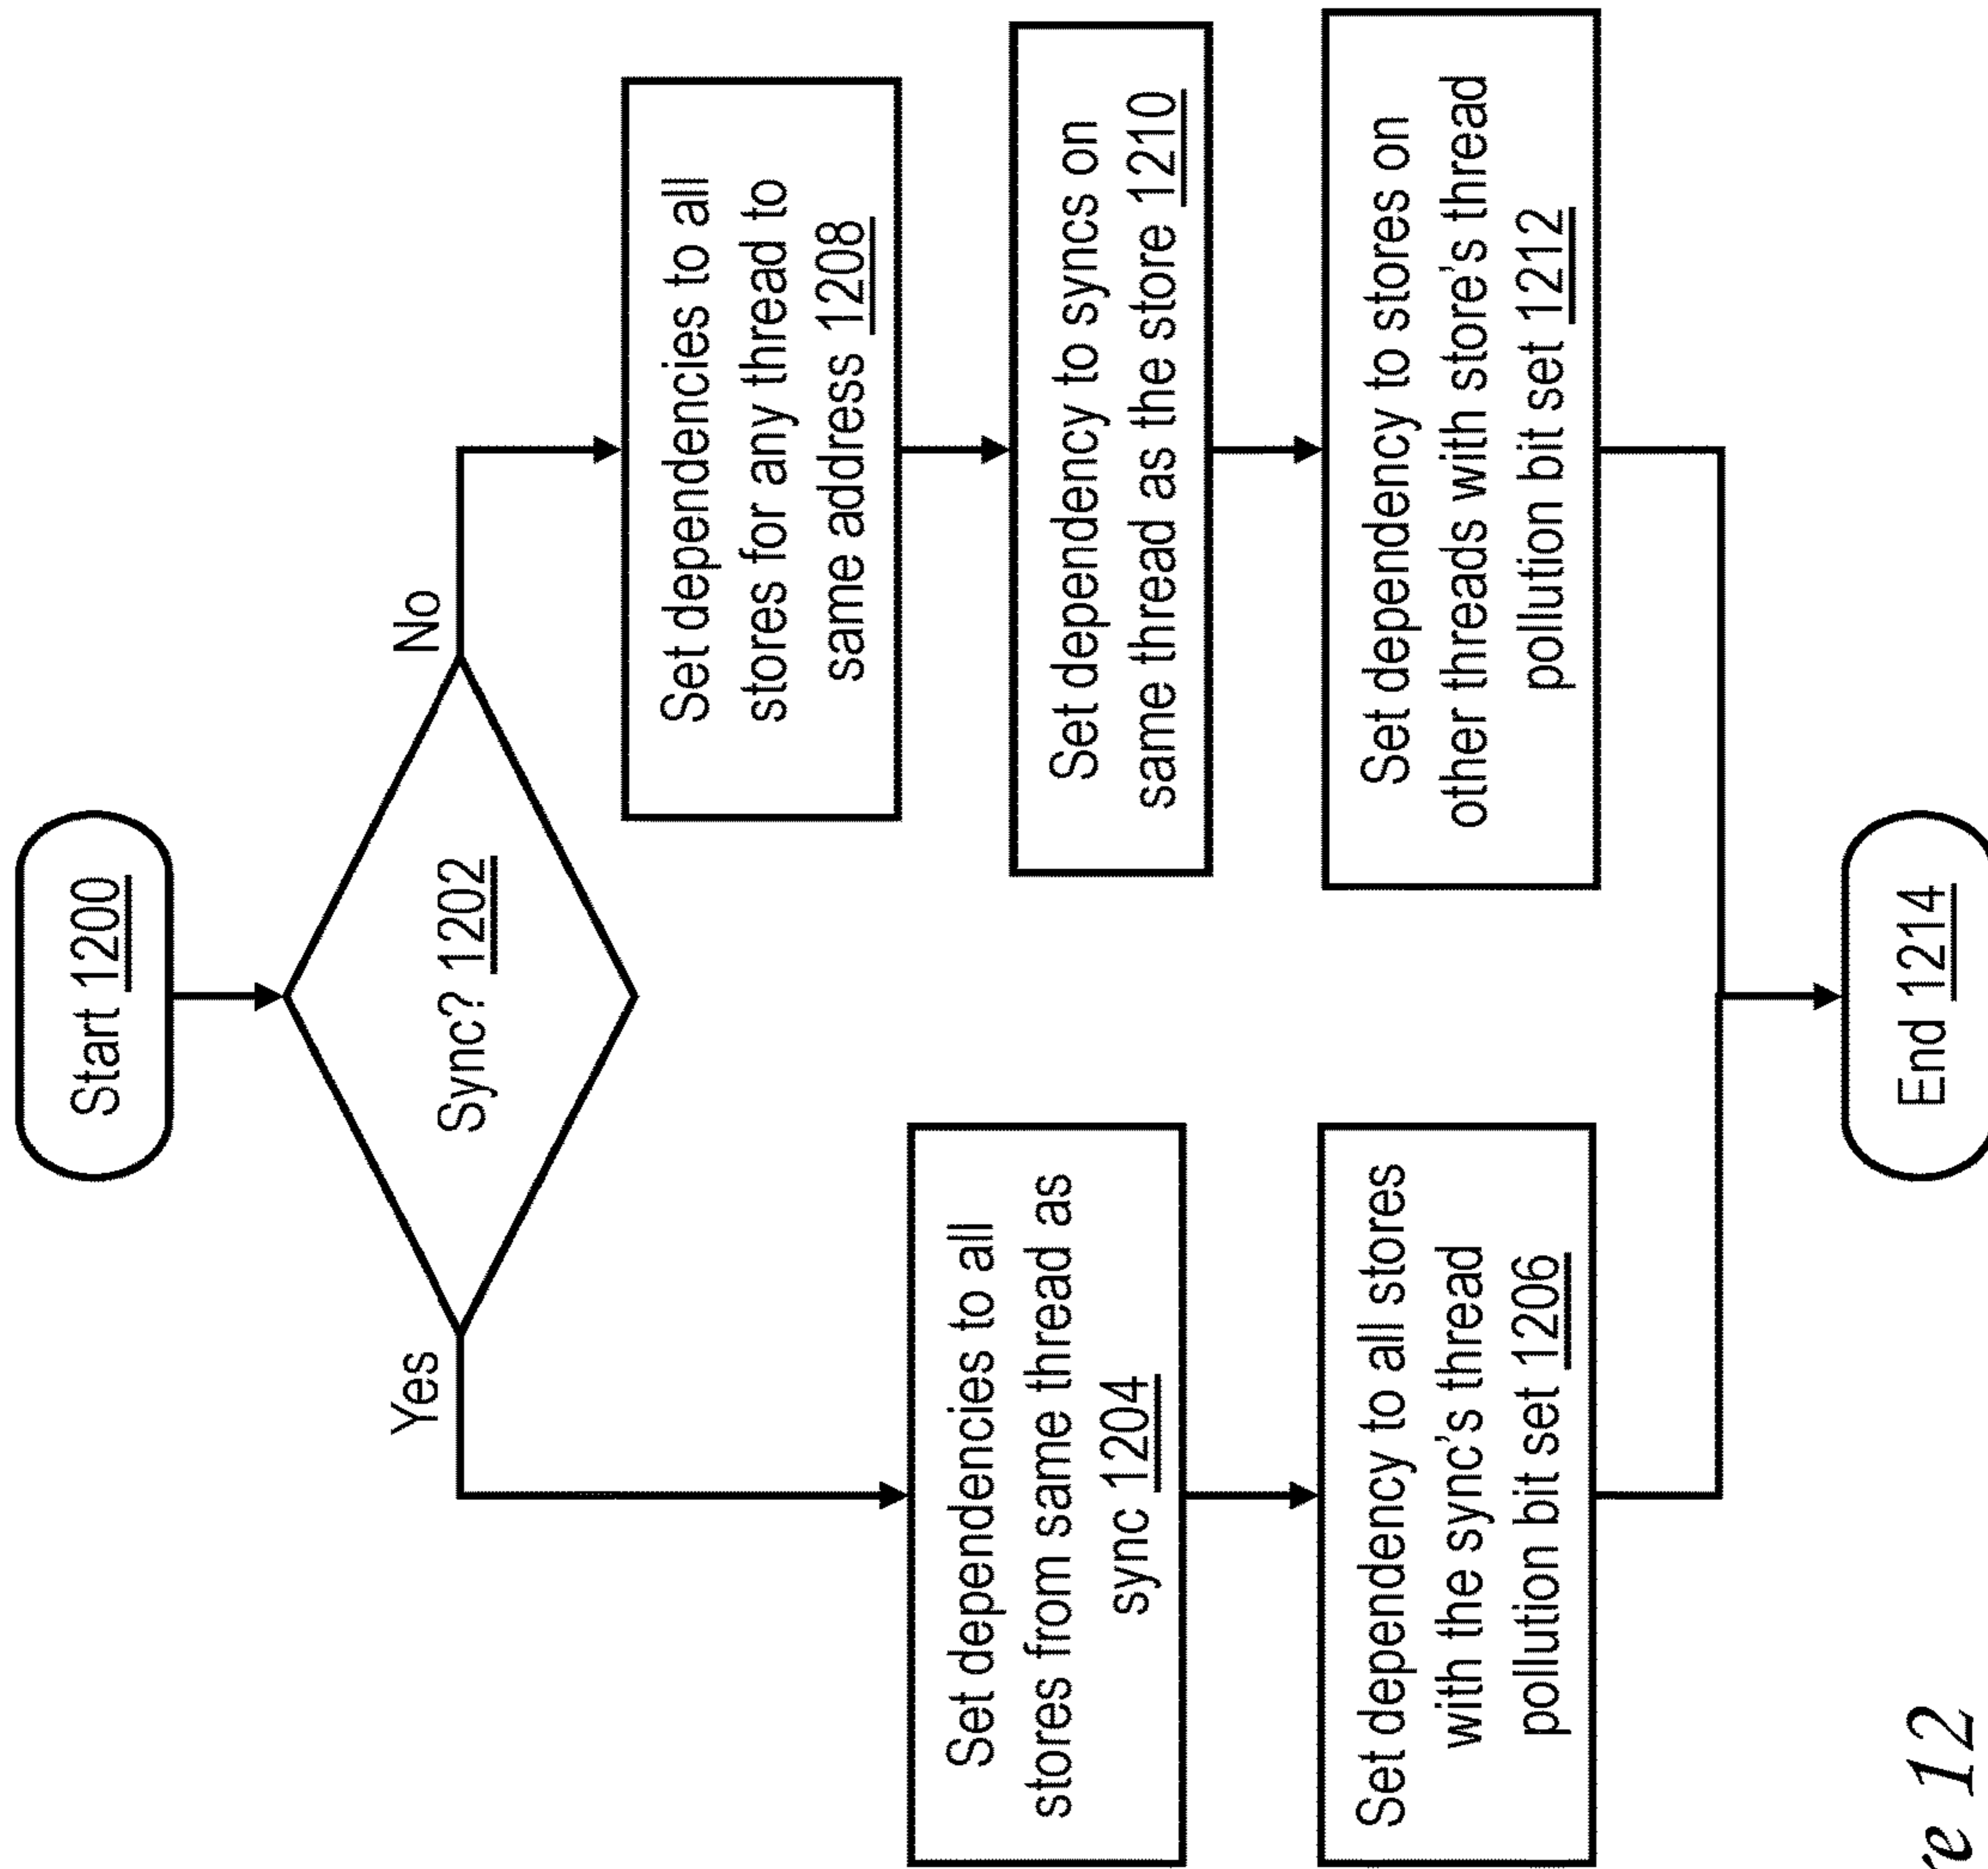 Start 1200
Sync? 1202
Yes
No
Set dependencies to all
stores from same thread as
sync 1204
Set dependency to all stores
with the sync's thread
pollution bit set 1206
Set dependencies to all
stores for any thread to
same address 1208
Set dependency to syncs on
same thread as the store 1210
Set dependency to stores on
other threads with store's thread
pollution bit set 1212
End 1214
re 12